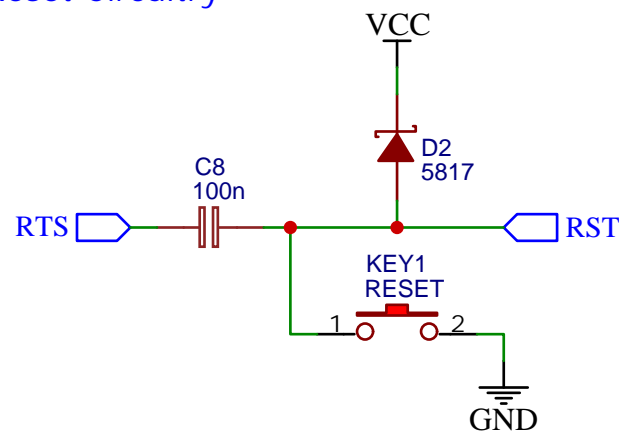 VCC
D2
5817
C8
100n
RTS
RST
KEY1
RESET
1
2
GND